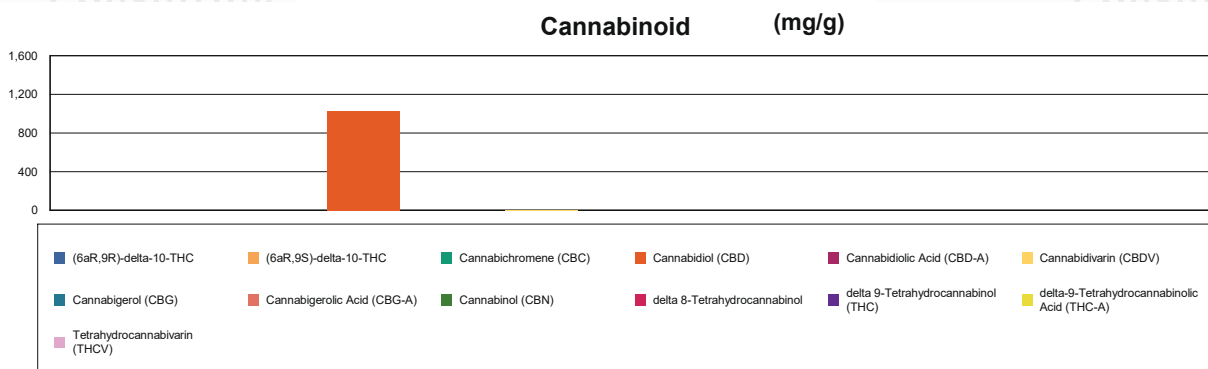 Cannabinoid (mg/g)
1,600
1,200
800
400
0
(6aR,9R)-delta-10-THC (6aR,9S)-delta-10-THC Cannabichromene (CBC) Cannabidiol (CBD) Cannabidiolic Acid (CBD-A) Cannabidivarin (CBDV)
Cannabigerol (CBG) Cannabigerolic Acid (CBG-A) Cannabinol (CBN) delta 8-Tetrahydrocannabinol delta 9-Tetrahydrocannabinol
(THC) delta-9-Tetrahydrocannabinolic
Acid (THC-A)
Tetrahydrocannabivarin
(THCV)